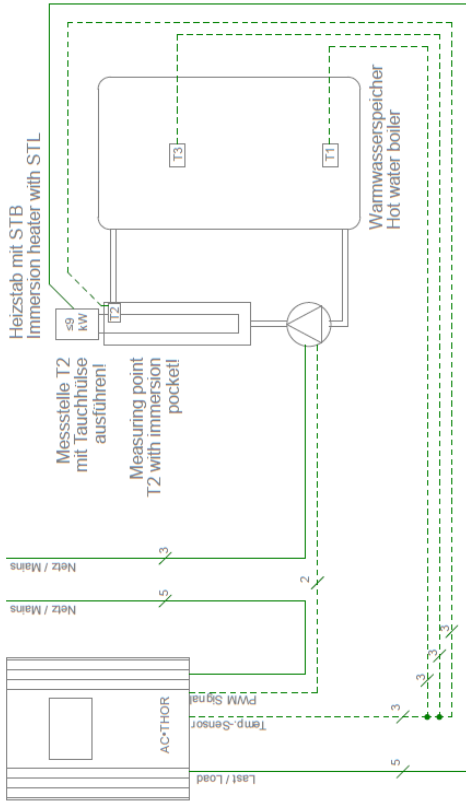 Heizstab mit STB
Immersion heater with STL
≤9
kW
T2
Messstelle T2
mit Tauchhülse
ausführen!
Measuring point
T2 with immersion
pocket!
T3
T1
Warmwasserspeicher
Hot water boiler
Netz / Mains
3
Netz / Mains
5
2
AC•THOR
PWM Signal
Temp.-Sensor
Last / Load
3
3
3
3
5